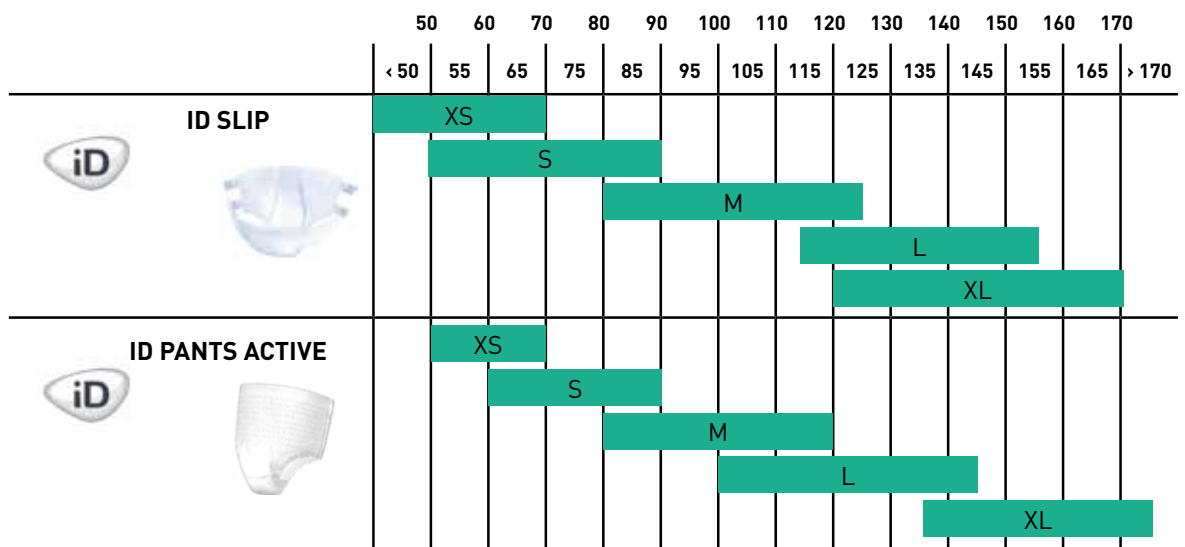 50 60 70 80 90 100 110 120 130 140 150 160 170
‹ 50 55 65 75 85 95 105 115 125 135 145 155 165 › 170
ID SLIP
XS
iD
S
M
L
XL
ID PANTS ACTIVE
XS
iD
S
M
L
XL